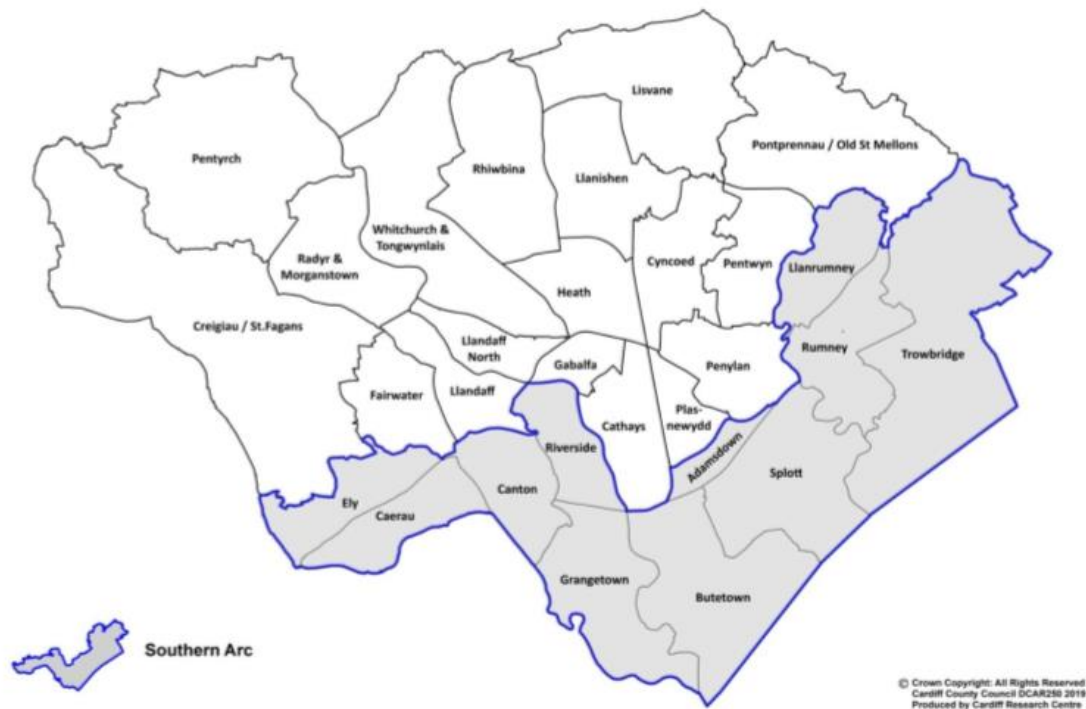 Lisvane
Pontprennau / Old St Mellons
Pentyrch
Rhiwbina
Llanishen
Whitchurch &
Tongwynlais
Radyr &
Morganstown
Cyncoed
Pentwyn
Llanrumney
Heath
Creigiau / St.Fagans
Llandaff
North
Rumney
Trowbridge
Gabalfa
Penylan
Fairwater
Llandaff
Plas-
newydd
Cathays
Riverside
Adamsdown
Splott
Ely
Canton
Caerau
Grangetown
Butetown
Southern Arc
© Crown Copyright: All Rights Reserved
Cardiff County Council DCAR250 2019
Produced by Cardiff Research Centre